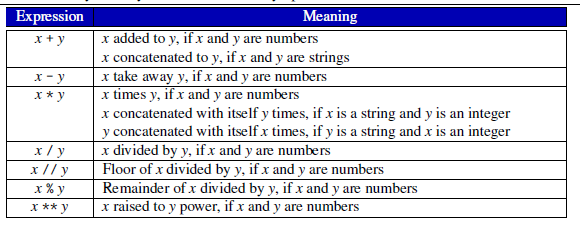 Expression Meaning
x + y x added to y, if x and y are numbers
x concatenated to y, if x and y are strings
x - y x take away y, if x and y are numbers
x * y x times y, if x and y are numbers
x concatenated with itself y times, if x is a string and y is an integer
y concatenated with itself x times, if y is a string and x is an integer
x / y x divided by y, if x and y are numbers
x // y Floor of x divided by y, if x and y are numbers
x % y Remainder of x divided by y, if x and y are numbers
x ** y x raised to y power, if x and y are numbers